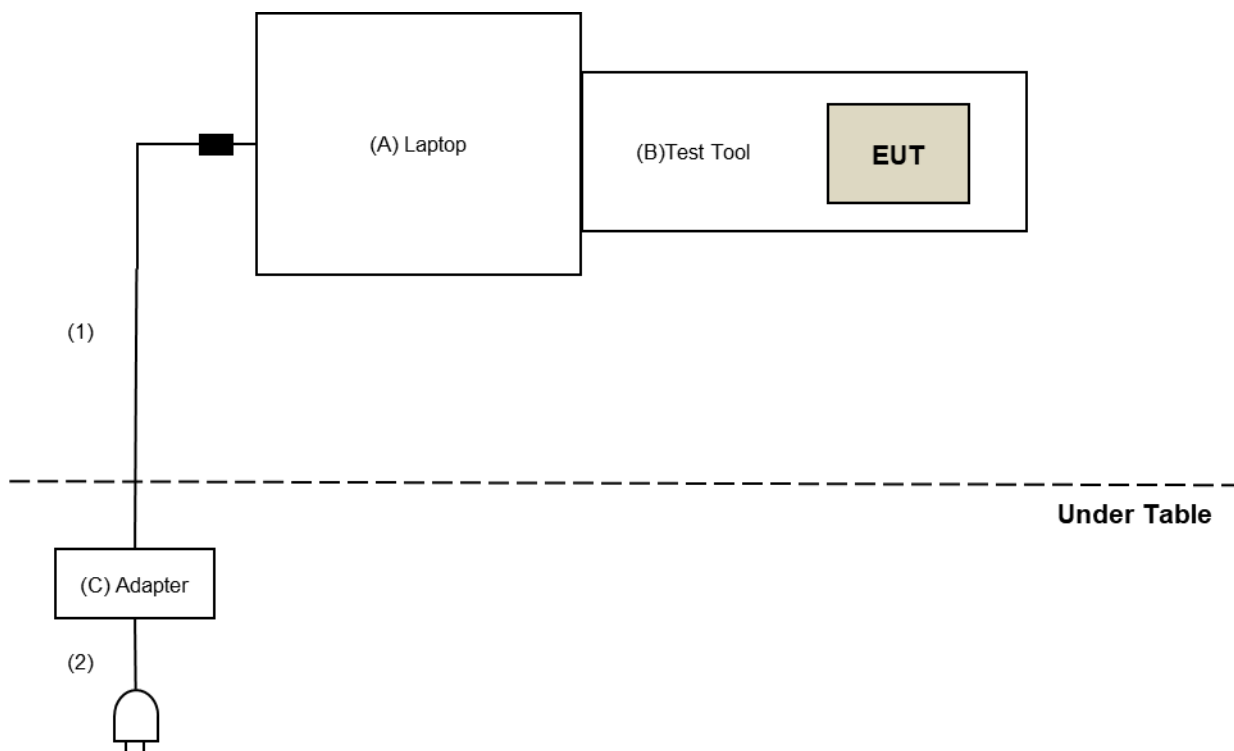 (A) Laptop
(B)Test Tool
EUT
(1)
Under Table
(C) Adapter
(2)